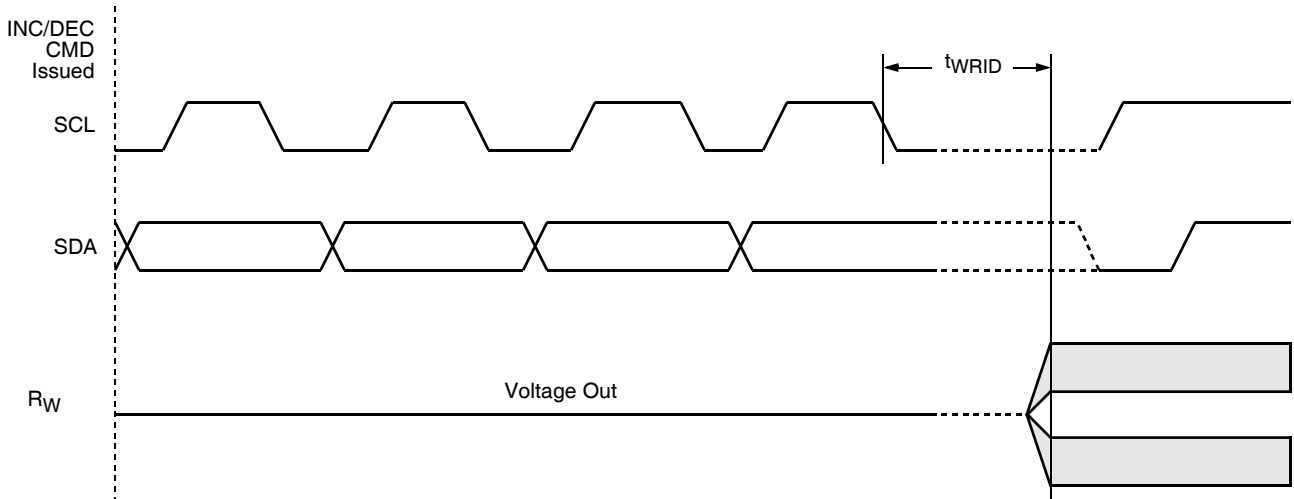 INC/DEC
CMD
Issued
tWRID
SCL
SDA
Voltage Out
RW